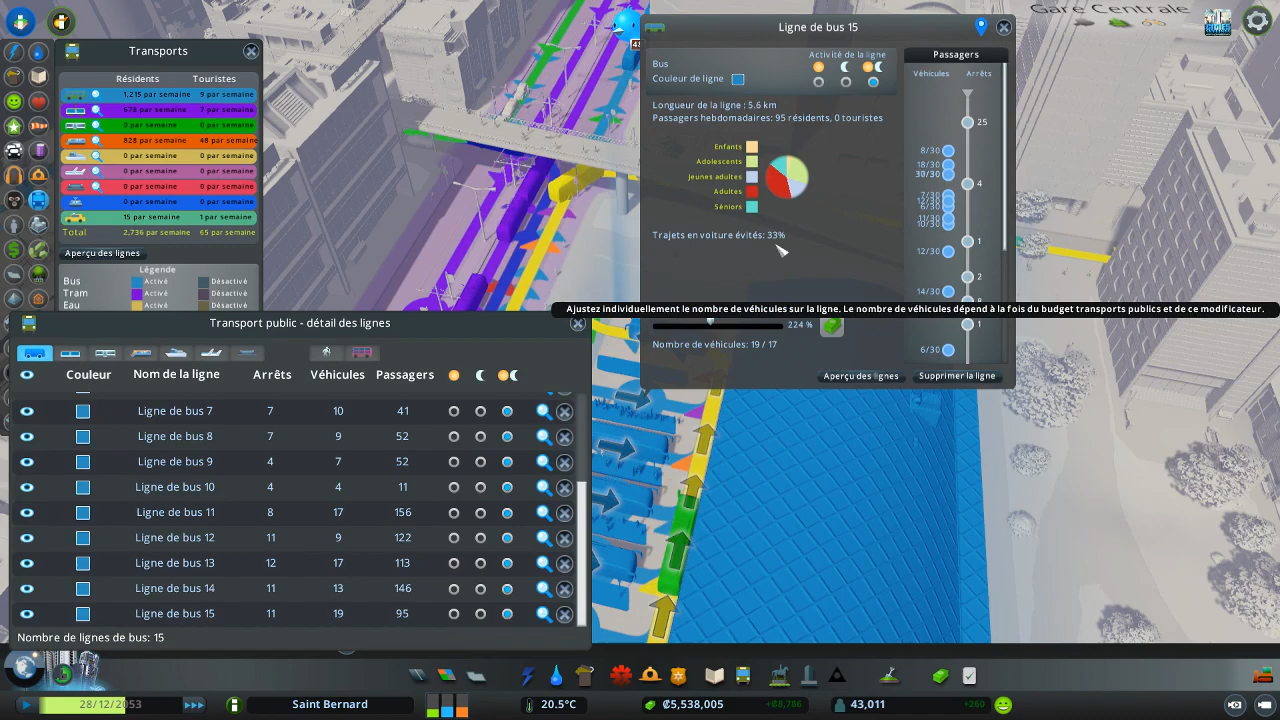 Gare Centrale
Transports
Résidents Touristes
1,215 par semaine 9 par semaine
678 par semaine 7 par semaine
0 par semaine 0 par semaine
828 par semaine 48 par semaine
0 par semaine 0 par semaine
0 par semaine 0 par semaine
0 par semaine 0 par semaine
0 par semaine 0 par semaine
15 par semaine 1 par semaine
Total 2,736 par semaine 65 par semaine
Aperçu des lignes
Légende
Bus Activé Désactivé
Tram Activé Désactivé
Eau Activé Désactivé
Ligne de bus 15
Bus
Couleur de ligne
Activité de la ligne
Longueur de la ligne : 5.6 km
Passagers hebdomadaires: 95 résidents, 0 touristes
Enfants
Adolescents
Jeunes adultes
Adultes
Séniors
Trajets en voiture évités: 33%
Ajustez individuellement le nombre de véhicules sur la ligne. Le nombre de véhicules dépend à la fois du budget transports publics et de ce modificateur.
224 %
Nombre de véhicules: 19 / 17
Aperçu des lignes
Supprimer la ligne
Passagers
Véhicules Arrêts
25
8/30
18/30
30/30
4
7/30
12/30
6/30
11/30
10/30
1
12/30
2
14/30
1
6/30
Transport public - détail des lignes
Couleur Nom de la ligne Arrêts Véhicules Passagers
Ligne de bus 7 7 10 41
Ligne de bus 8 7 9 52
Ligne de bus 9 4 7 52
Ligne de bus 10 4 4 11
Ligne de bus 11 8 17 156
Ligne de bus 12 11 9 122
Ligne de bus 13 12 17 113
Ligne de bus 14 11 13 146
Ligne de bus 15 11 19 95
Nombre de lignes de bus: 15
28/12/2053
Saint Bernard
20.5°C
₡5,538,005
+₡8,786
43,011
+260